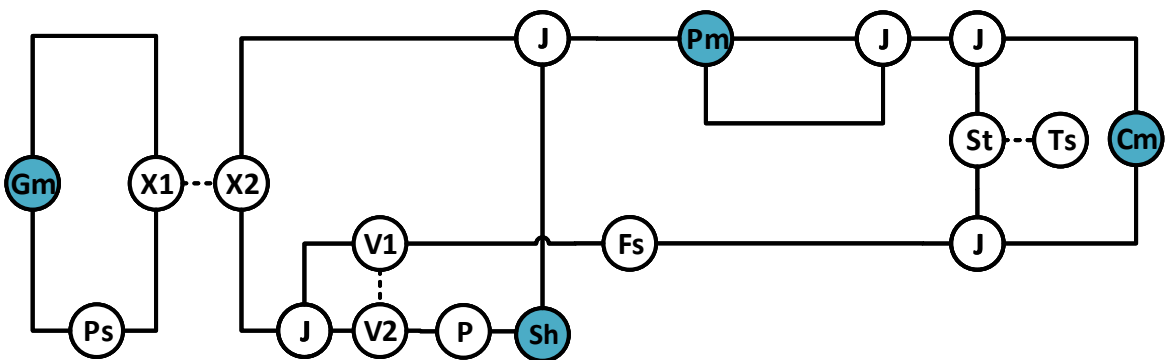 J Pm J J
St Ts Cm
Gm X1 X2
V1 Fs J
Ps J V2 P Sh